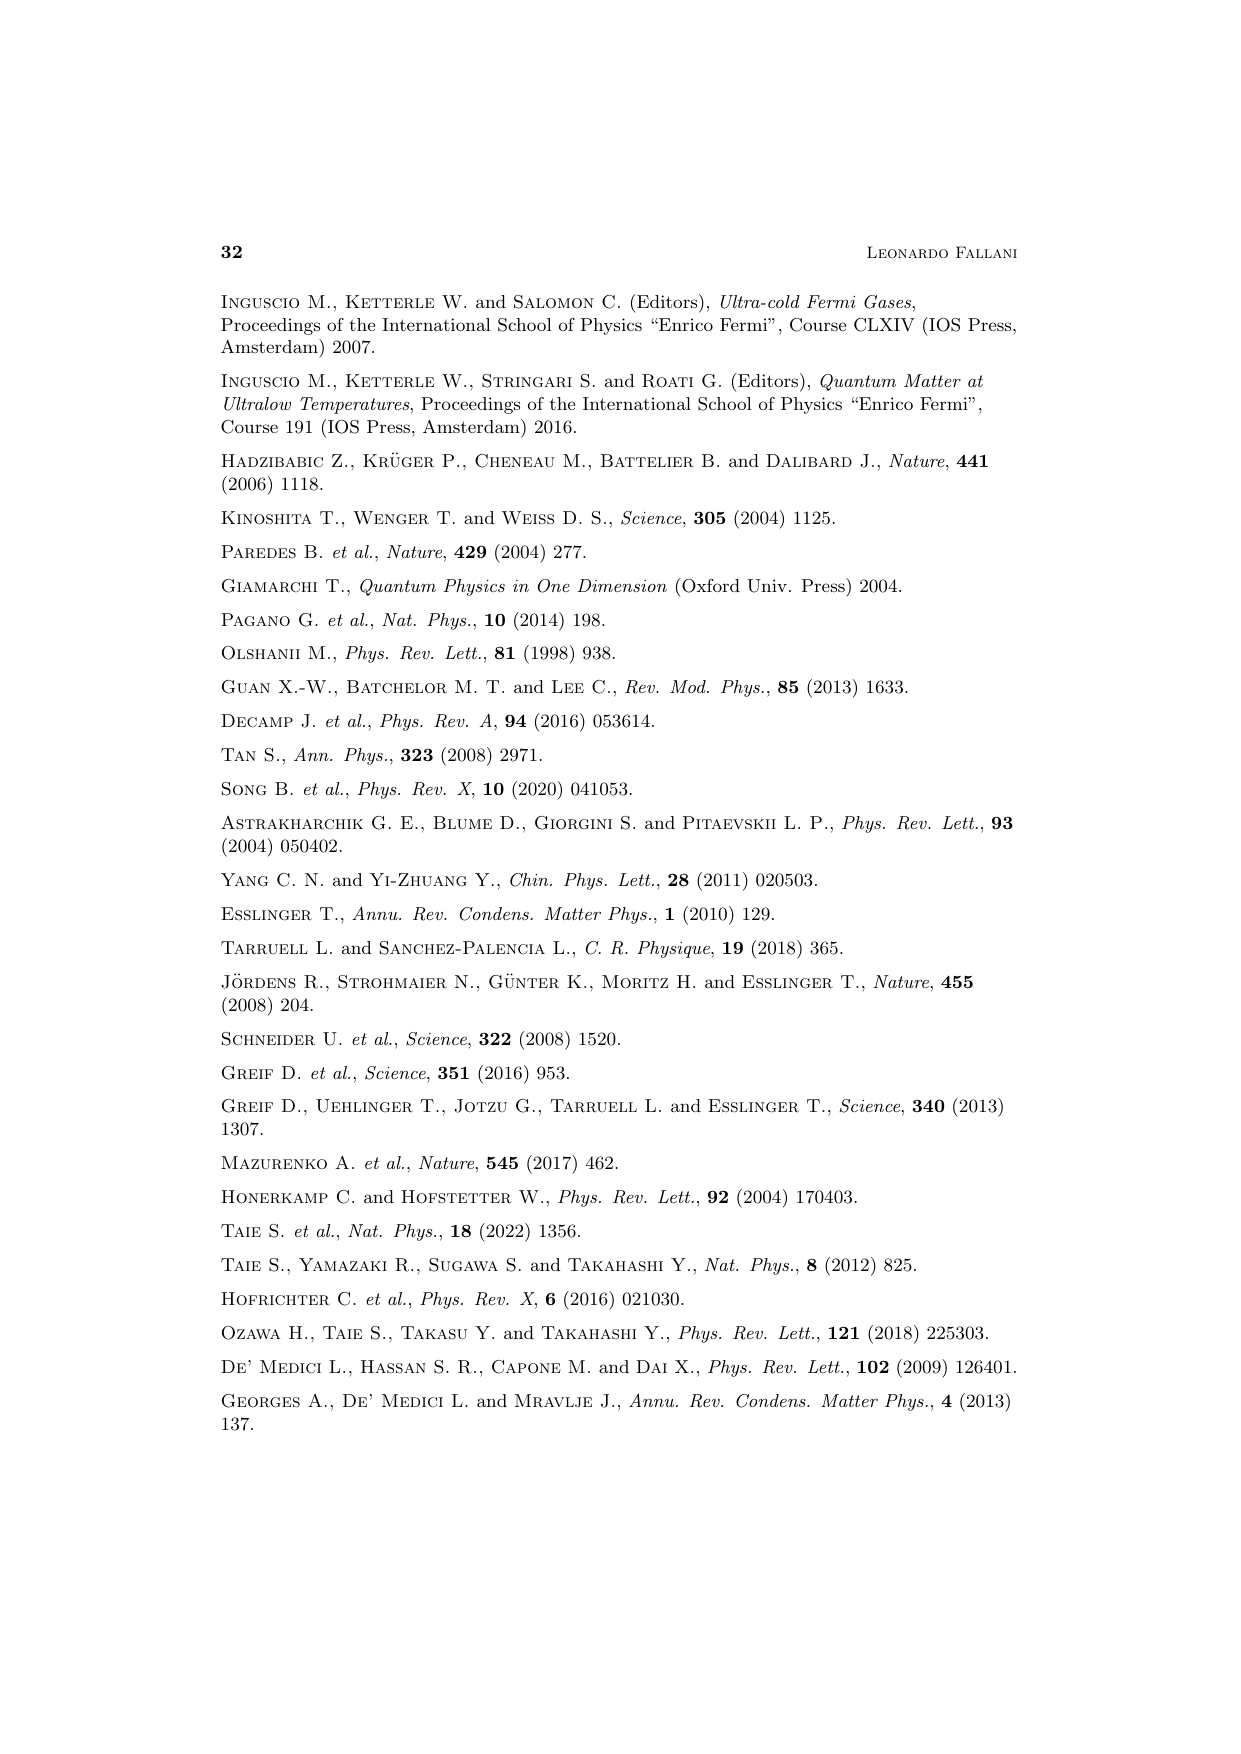 32 Leonardo Fallani
Inguscio M., Ketterle W. and Salomon C. (Editors), Ultra-cold Fermi Gases,
Proceedings of the International School of Physics “Enrico Fermi”, Course CLXIV (IOS Press,
Amsterdam) 2007.
Inguscio M., Ketterle W., Stringari S. and Roati G. (Editors), Quantum Matter at
Ultralow Temperatures, Proceedings of the International School of Physics “Enrico Fermi”,
Course 191 (IOS Press, Amsterdam) 2016.
Hadzibabic Z., Krüger P., Cheneau M., Battelier B. and Dalibard J., Nature, 441
(2006) 1118.
Kinoshita T., Wenger T. and Weiss D. S., Science, 305 (2004) 1125.
Paredes B. et al., Nature, 429 (2004) 277.
Giamarchi T., Quantum Physics in One Dimension (Oxford Univ. Press) 2004.
Pagano G. et al., Nat. Phys., 10 (2014) 198.
Olshanii M., Phys. Rev. Lett., 81 (1998) 938.
Guan X.-W., Batchelor M. T. and Lee C., Rev. Mod. Phys., 85 (2013) 1633.
Decamp J. et al., Phys. Rev. A, 94 (2016) 053614.
Tan S., Ann. Phys., 323 (2008) 2971.
Song B. et al., Phys. Rev. X, 10 (2020) 041053.
Astrakharchik G. E., Blume D., Giorgini S. and Pitaevskii L. P., Phys. Rev. Lett., 93
(2004) 050402.
Yang C. N. and Yi-Zhuang Y., Chin. Phys. Lett., 28 (2011) 020503.
Esslinger T., Annu. Rev. Condens. Matter Phys., 1 (2010) 129.
Tarruell L. and Sanchez-Palencia L., C. R. Physique, 19 (2018) 365.
Jördens R., Strohmaier N., Günter K., Moritz H. and Esslinger T., Nature, 455
(2008) 204.
Schneider U. et al., Science, 322 (2008) 1520.
Greif D. et al., Science, 351 (2016) 953.
Greif D., Uehlinger T., Jotzu G., Tarruell L. and Esslinger T., Science, 340 (2013)
1307.
Mazurenko A. et al., Nature, 545 (2017) 462.
Honerkamp C. and Hofstetter W., Phys. Rev. Lett., 92 (2004) 170403.
Taie S. et al., Nat. Phys., 18 (2022) 1356.
Taie S., Yamazaki R., Sugawa S. and Takahashi Y., Nat. Phys., 8 (2012) 825.
Hofrichter C. et al., Phys. Rev. X, 6 (2016) 021030.
Ozawa H., Taie S., Takasu Y. and Takahashi Y., Phys. Rev. Lett., 121 (2018) 225303.
De’ Medici L., Hassan S. R., Capone M. and Dai X., Phys. Rev. Lett., 102 (2009) 126401.
Georges A., De’ Medici L. and Mravlje J., Annu. Rev. Condens. Matter Phys., 4 (2013)
137.